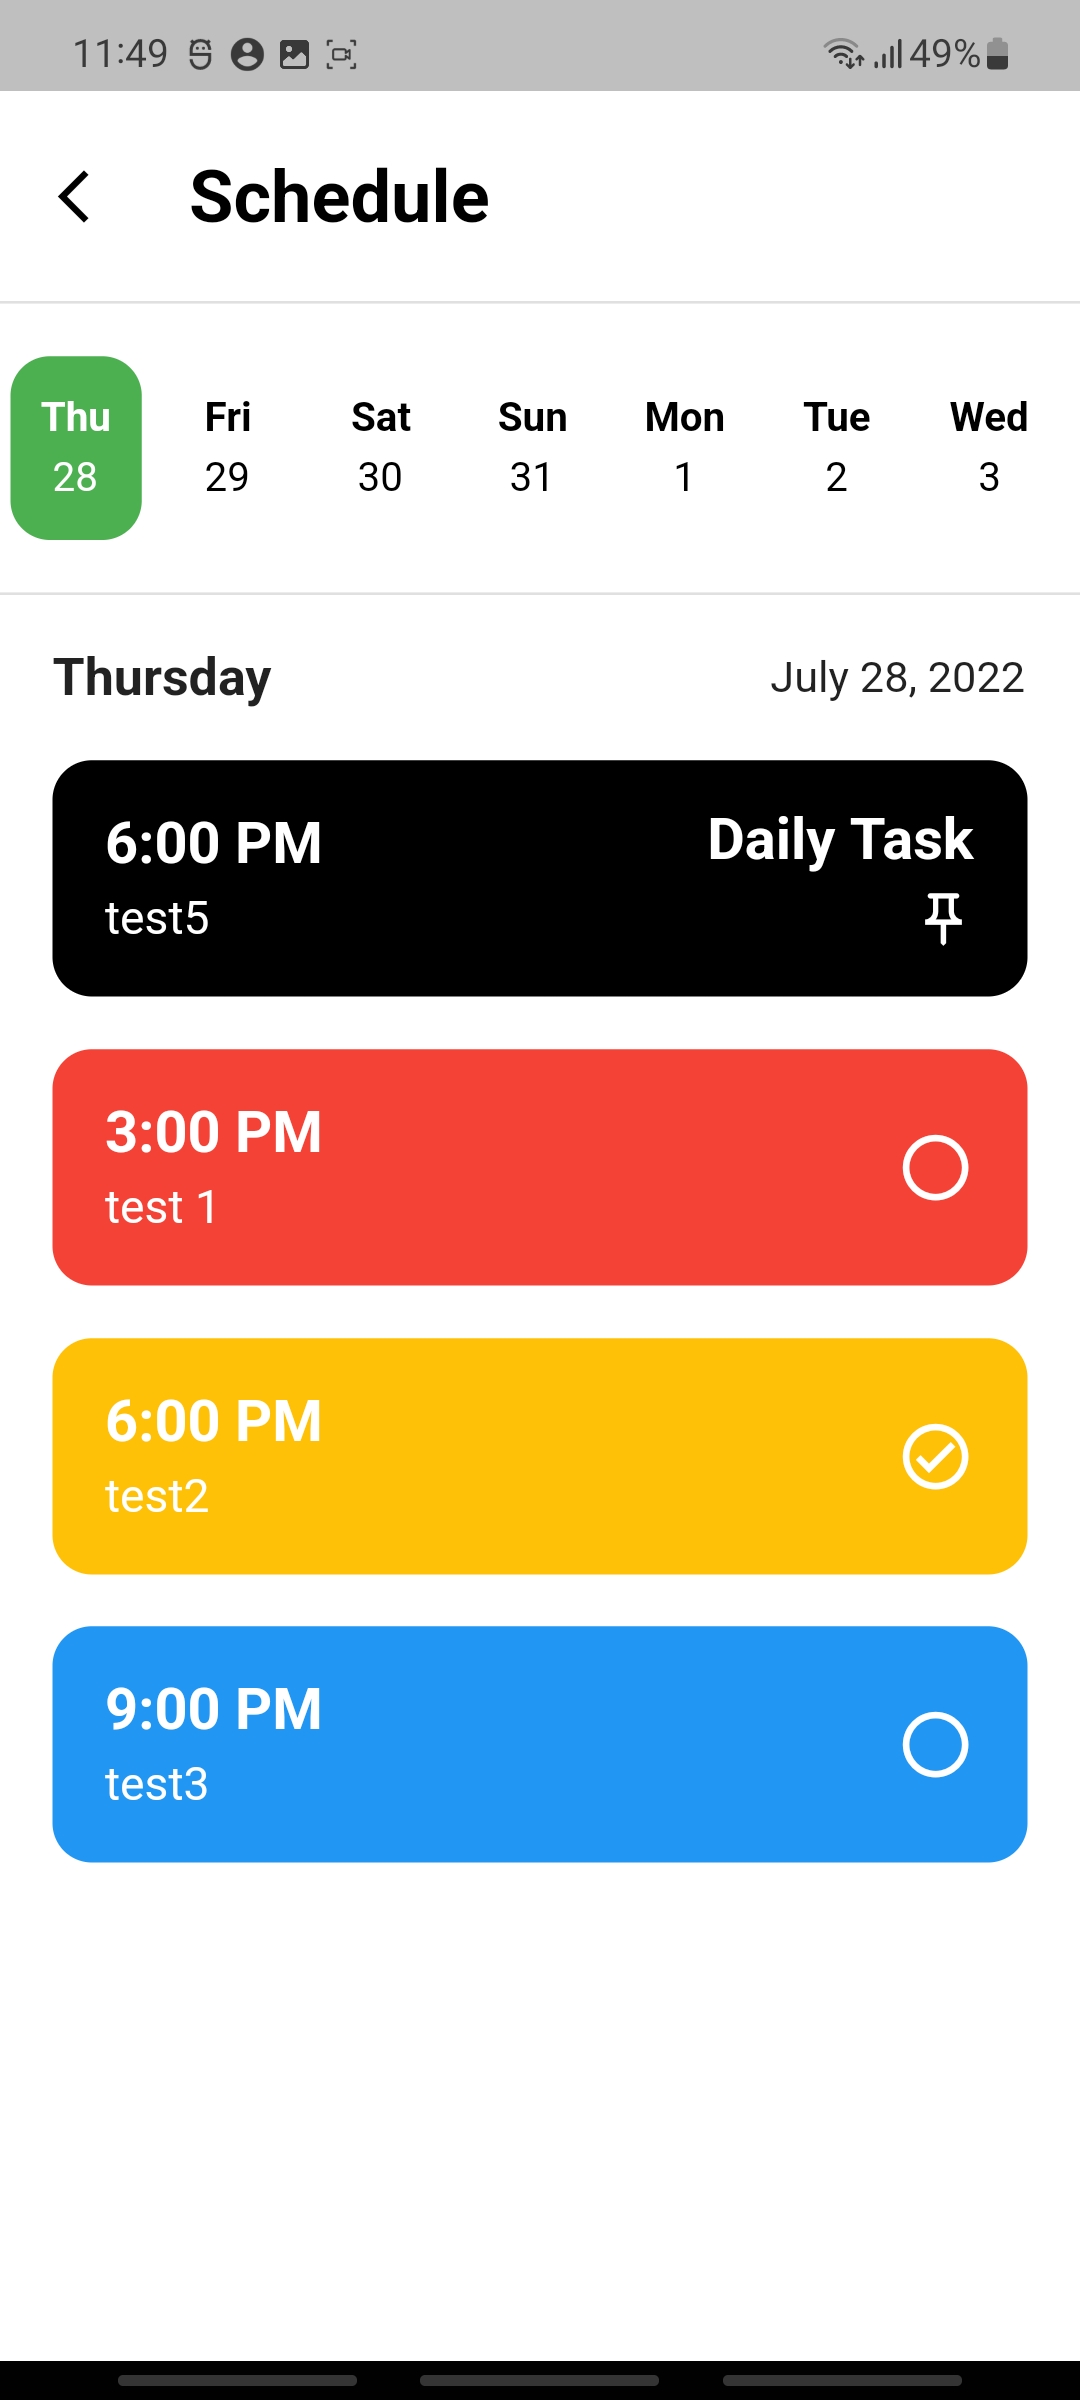 11:49 49%
Schedule
Thu Fri Sat Sun Mon Tue Wed
28 29 30 31 1 2 3
Thursday July 28, 2022
6:00 PM Daily Task
test5
3:00 PM
test 1
6:00 PM
test2
9:00 PM
test3